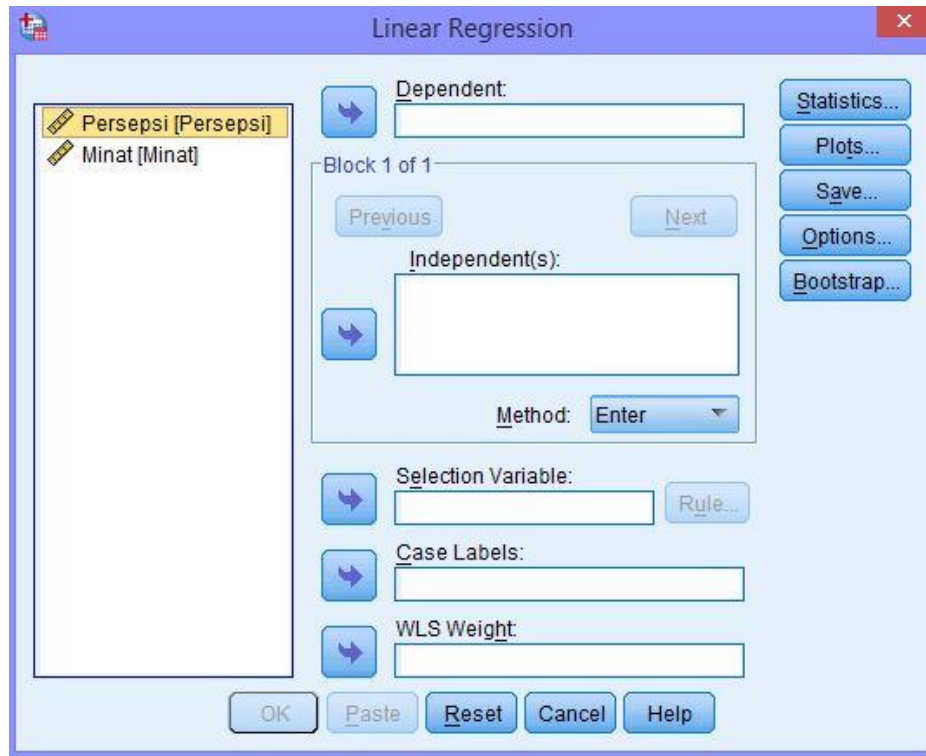 Linear Regression
Persepsi [Persepsi]
Minat [Minat]
Dependent:
Block 1 of 1
Previous
Next
Independent(s):
Method:
Enter
Selection Variable:
Rule...
Case Labels:
WLS Weight:
Statistics...
Plots...
Save...
Options...
Bootstrap...
OK
Paste
Reset
Cancel
Help